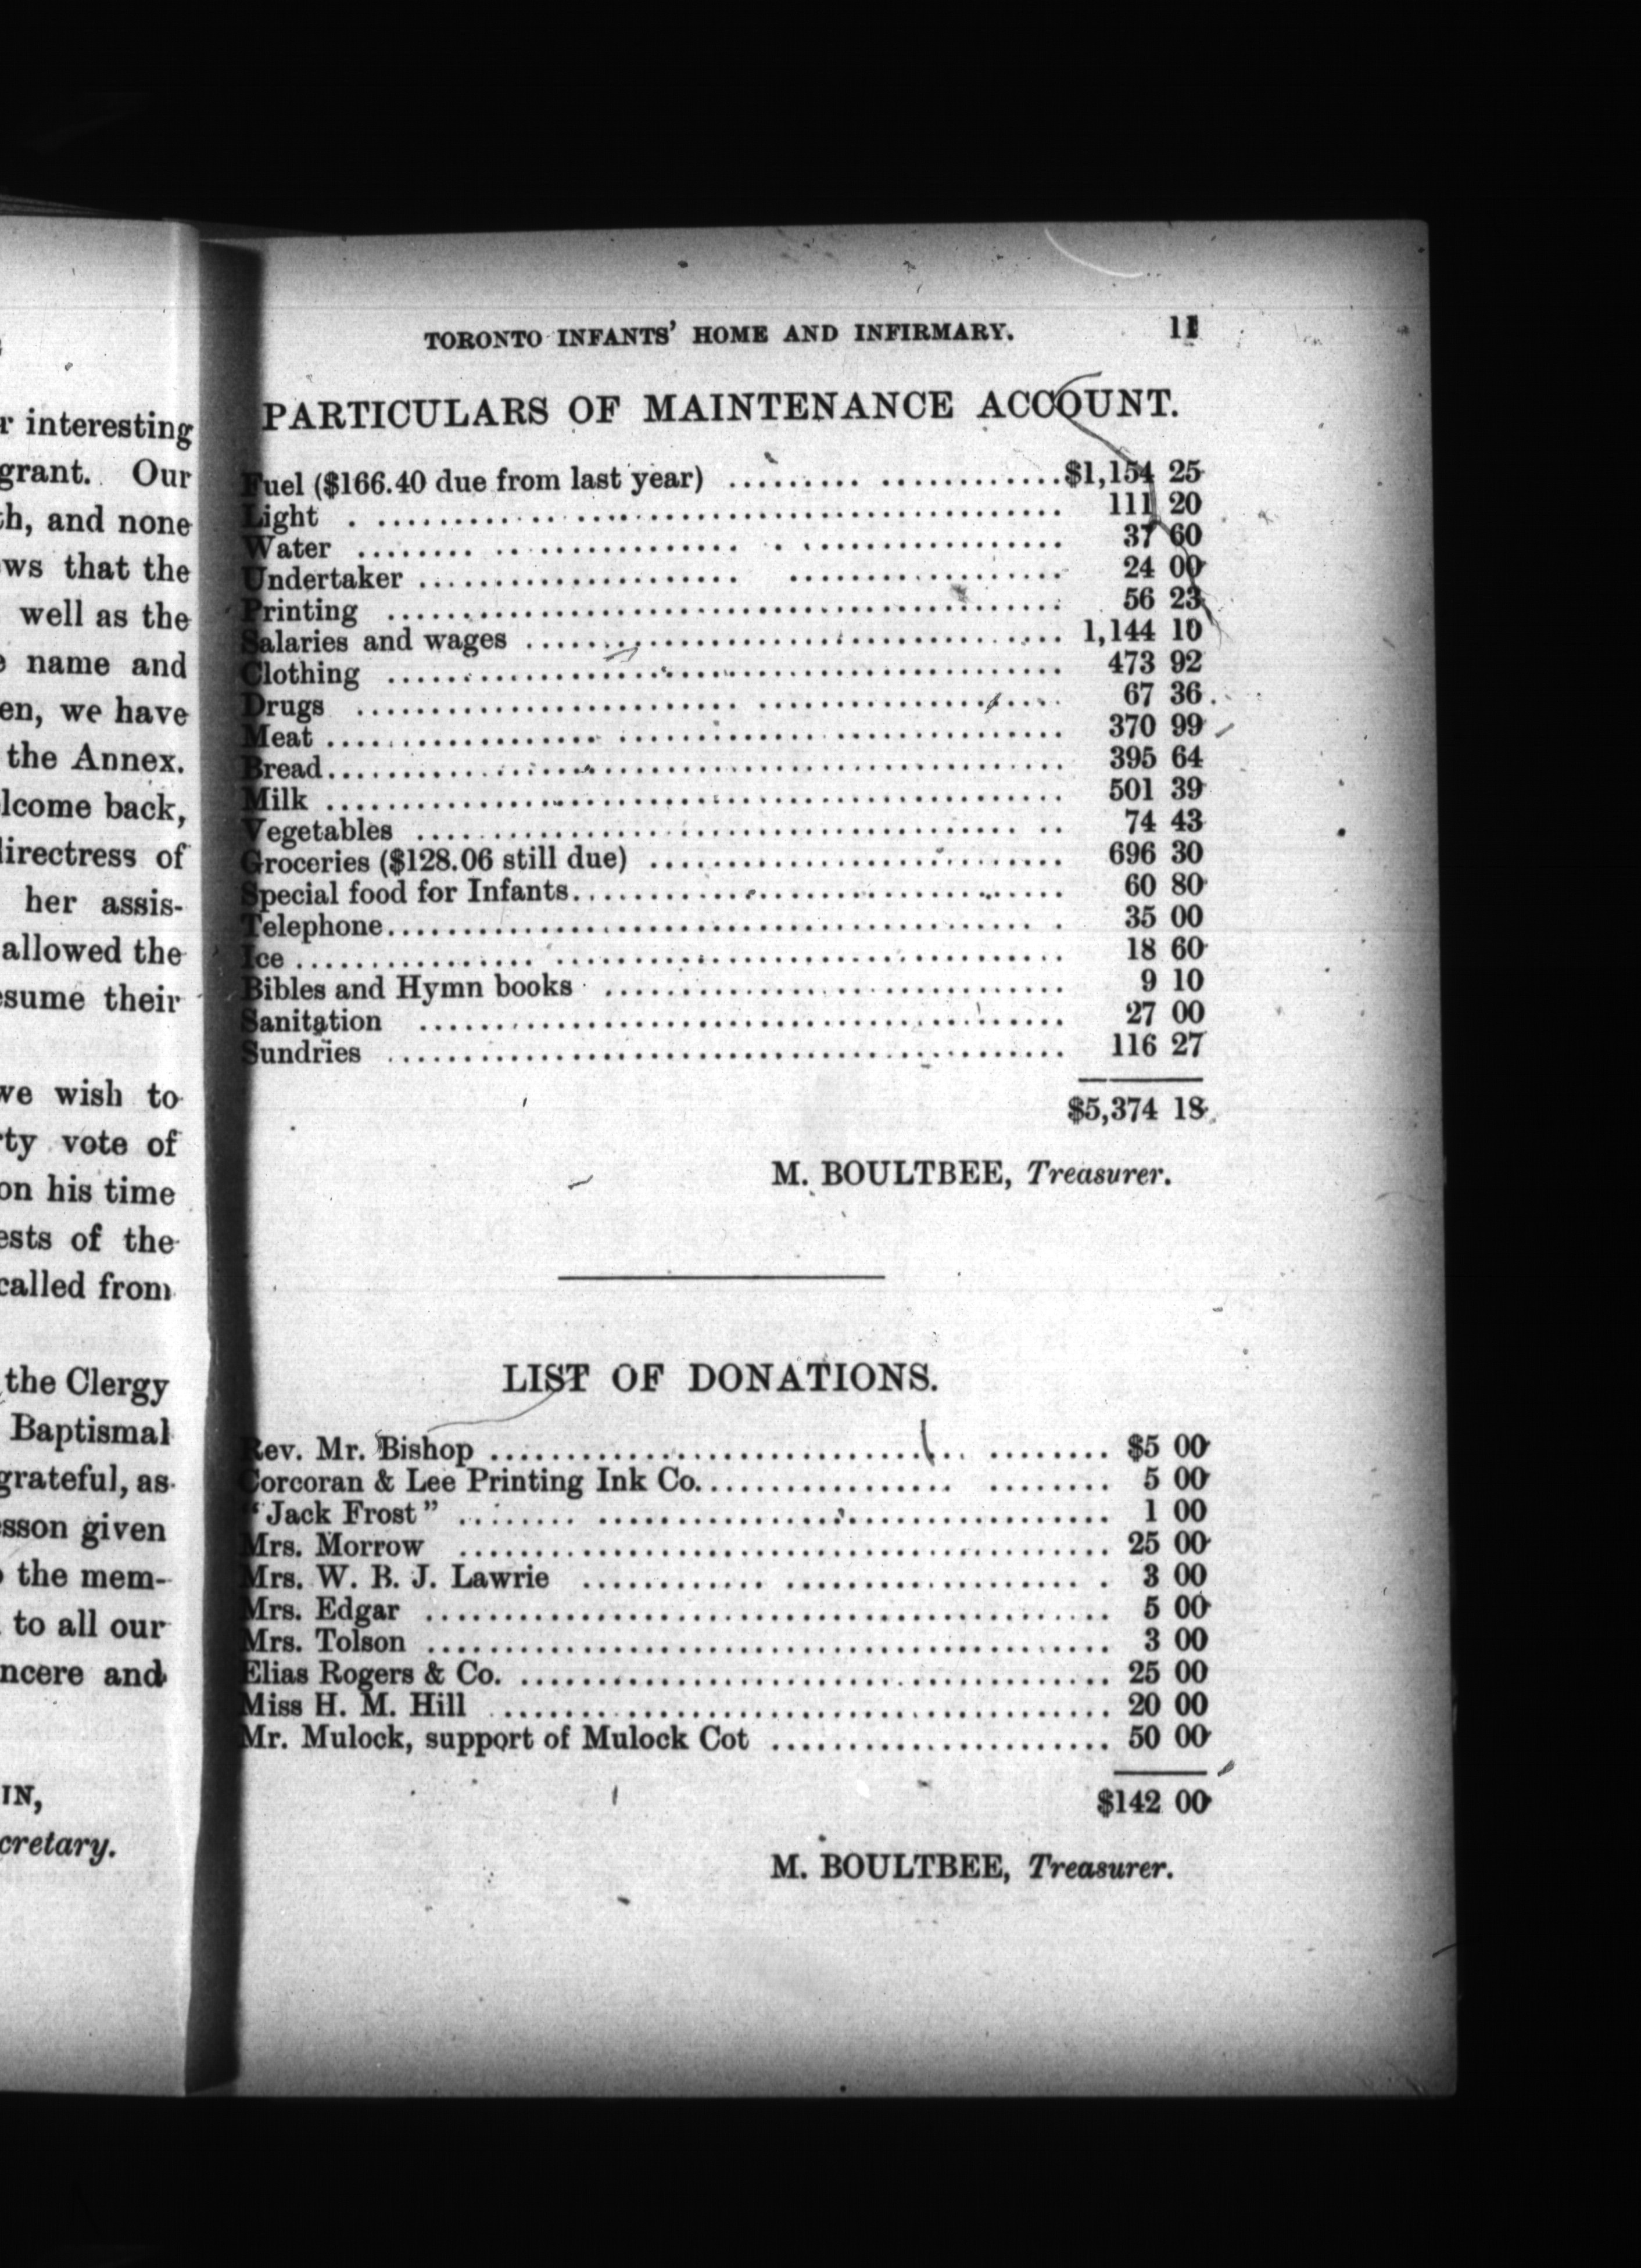 r interesting
grant. Our
th, and none
ws that the
well as the
name and
en, we have
the Annex.
lcome back,
directress of
her assis-
allowed the
esume their
we wish to
rty vote of
on his time
ests of the
called from
the Clergy
Baptismal
grateful, as
esson given
the mem-
to all our
ncere and
IN,
cretary.
TORONTO INFANTS' HOME AND INFIRMARY. 11
PARTICULARS OF MAINTENANCE ACCOUNT.
Fuel ($166.40 due from last year) .................... $1,154 25
Light .................... 111 20
Water .................... 37 60
Undertaker .................... 24 00
Printing .................... 56 23
Salaries and wages .................... 1,144 10
Clothing .................... 473 92
Drugs .................... 67 36
Meat .................... 370 99
Bread .................... 395 64
Milk .................... 501 39
Vegetables .................... 74 43
Groceries ($128.06 still due) .................... 696 30
Special food for Infants .................... 60 80
Telephone .................... 35 00
Ice .................... 18 60
Bibles and Hymn books .................... 9 10
Sanitation .................... 27 00
Sundries .................... 116 27
$5,374 18
M. BOULTBEE, Treasurer.
LIST OF DONATIONS.
Rev. Mr. Bishop .................... $5 00
Corcoran & Lee Printing Ink Co. .................... 5 00
"Jack Frost" .................... 1 00
Mrs. Morrow .................... 25 00
Mrs. W. B. J. Lawrie .................... 3 00
Mrs. Edgar .................... 5 00
Mrs. Tolson .................... 3 00
Elias Rogers & Co. .................... 25 00
Miss H. M. Hill .................... 20 00
Mr. Mulock, support of Mulock Cot .................... 50 00
$142 00
M. BOULTBEE, Treasurer.